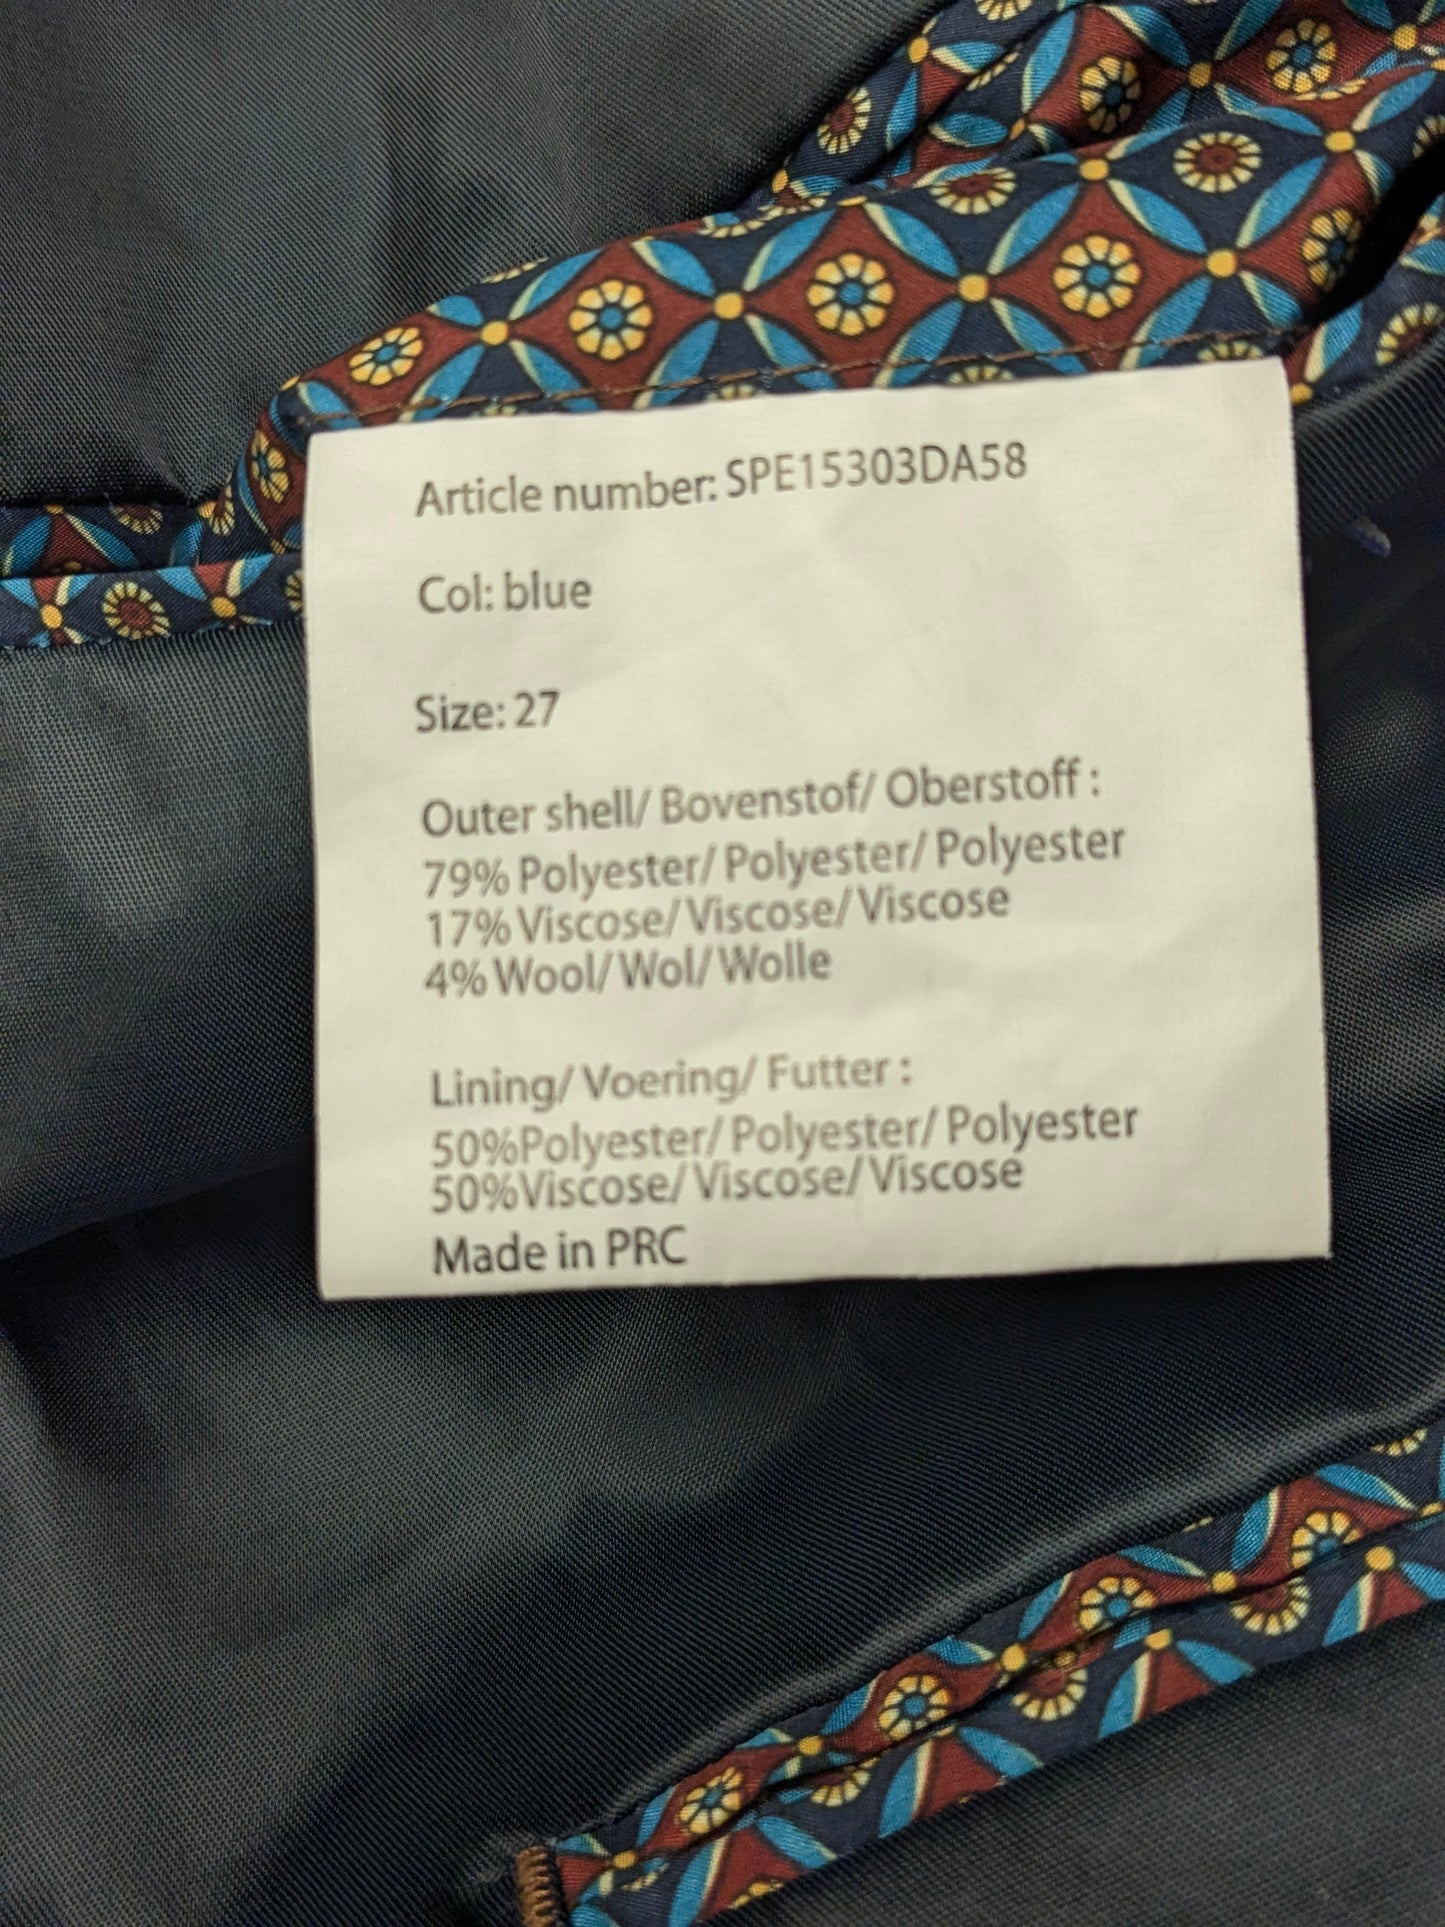 Article number: SPE15303DA58
Col: blue
Size: 27
Outer shell/ Bovenstof/ Oberstoff :
79% Polyester/ Polyester/ Polyester
17% Viscose/ Viscose/ Viscose
4% Wool/ Wol/ Wolle
Lining/ Voering/ Futter :
50%Polyester/ Polyester/ Polyester
50%Viscose/ Viscose/ Viscose
Made in PRC